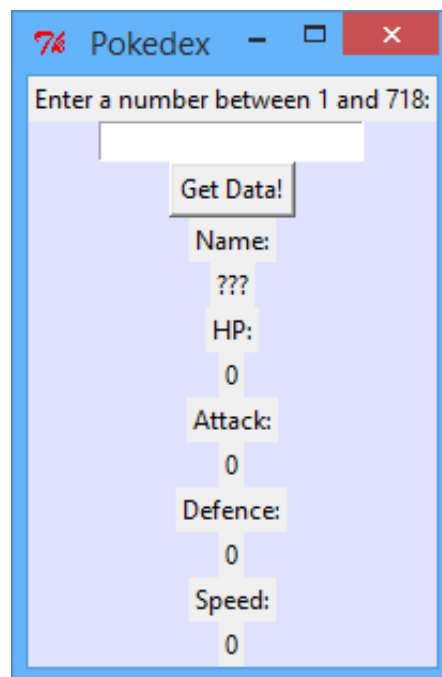 Pokedex
Enter a number between 1 and 718:
Get Data!
Name:
???
HP:
0
Attack:
0
Defence:
0
Speed:
0